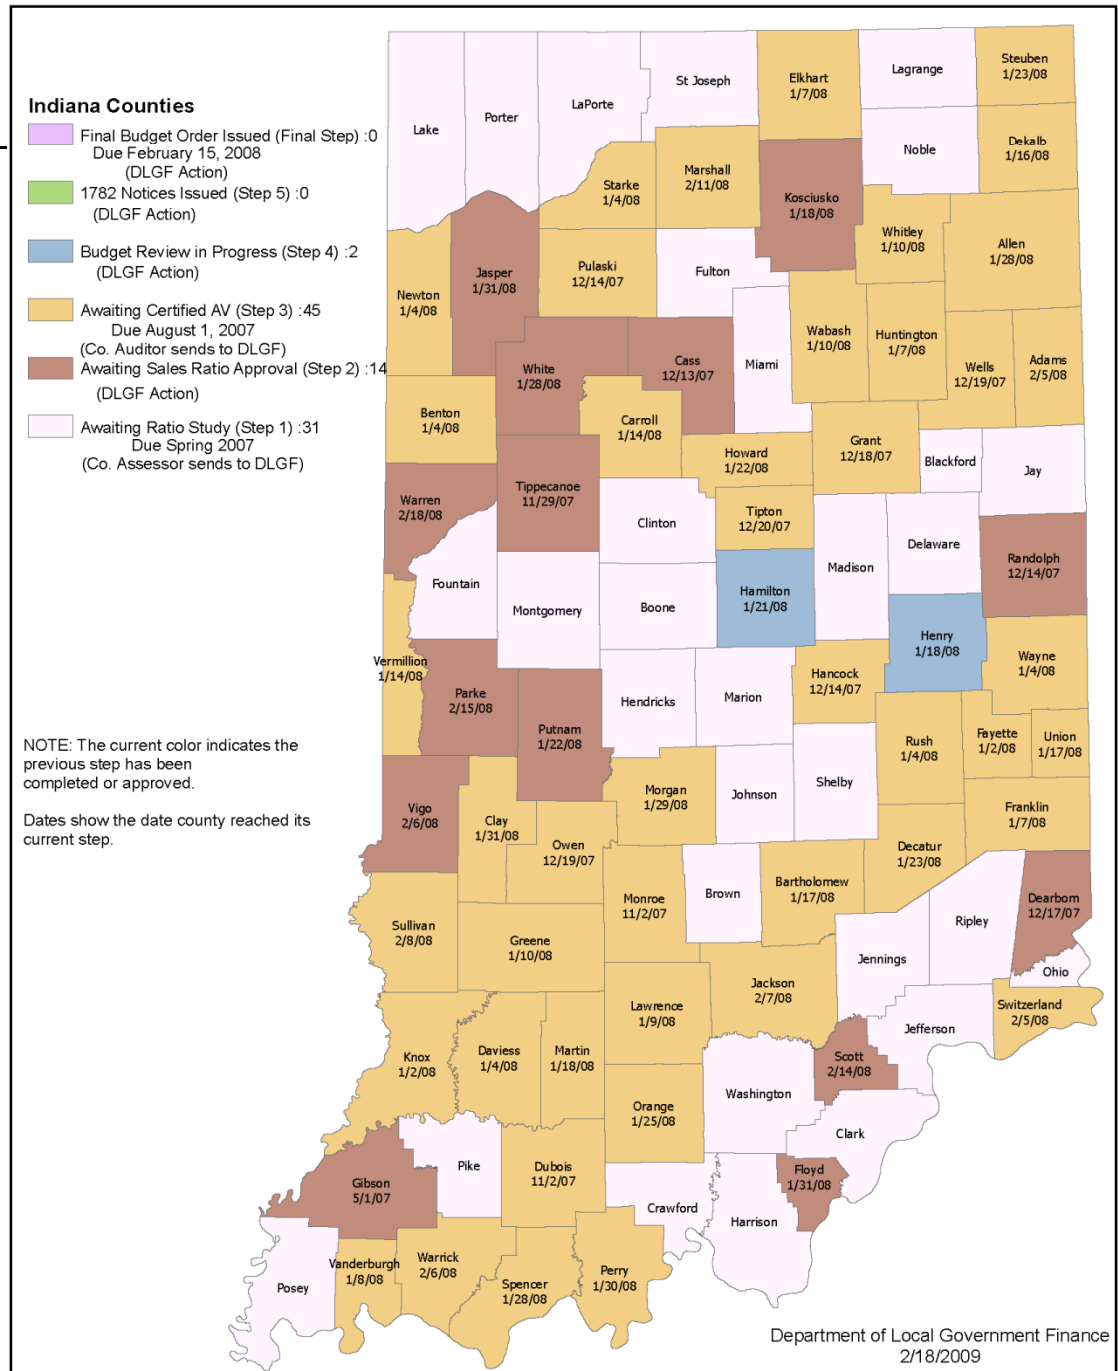 Indiana Counties
Final Budget Order Issued (Final Step) :0
Due February 15, 2008
(DLGF Action)
1782 Notices Issued (Step 5) :0
(DLGF Action)
Budget Review in Progress (Step 4) :2
(DLGF Action)
Awaiting Certified AV (Step 3) :45
Due August 1, 2007
(Co. Auditor sends to DLGF)
Awaiting Sales Ratio Approval (Step 2) :14
(DLGF Action)
Awaiting Ratio Study (Step 1) :31
Due Spring 2007
(Co. Assessor sends to DLGF)
NOTE: The current color indicates the
previous step has been
completed or approved.
Dates show the date county reached its
current step.
Lake
Porter
LaPorte
St Joseph
Elkhart
1/7/08
Lagrange
Steuben
1/23/08
Noble
Dekalb
1/16/08
Starke
1/4/08
Marshall
2/11/08
Kosciusko
1/18/08
Whitley
1/10/08
Allen
1/28/08
Newton
1/4/08
Jasper
1/31/08
Pulaski
12/14/07
Fulton
Wabash
1/10/08
Huntington
1/7/08
Miami
White
1/28/08
Cass
12/13/07
Wells
12/19/07
Adams
2/5/08
Benton
1/4/08
Carroll
1/14/08
Howard
1/22/08
Grant
12/18/07
Blackford
Jay
Warren
2/18/08
Tippecanoe
11/29/07
Clinton
Tipton
12/20/07
Madison
Delaware
Randolph
12/14/07
Fountain
Montgomery
Boone
Hamilton
1/21/08
Henry
1/18/08
Wayne
1/4/08
Vermillion
1/14/08
Parke
2/15/08
Putnam
1/22/08
Hendricks
Marion
Hancock
12/14/07
Rush
1/4/08
Fayette
1/2/08
Union
1/17/08
Vigo
2/6/08
Clay
1/31/08
Owen
12/19/07
Morgan
1/29/08
Johnson
Shelby
Franklin
1/7/08
Decatur
1/23/08
Sullivan
2/8/08
Greene
1/10/08
Monroe
11/2/07
Brown
Bartholomew
1/17/08
Jennings
Ripley
Dearborn
12/17/07
Ohio
Knox
1/2/08
Daviess
1/4/08
Martin
1/18/08
Lawrence
1/9/08
Jackson
2/7/08
Jefferson
Switzerland
2/5/08
Scott
2/14/08
Washington
Orange
1/25/08
Clark
Gibson
5/1/07
Pike
Dubois
11/2/07
Crawford
Harrison
Floyd
1/31/08
Posey
Vanderburgh
1/8/08
Warrick
2/6/08
Spencer
1/28/08
Perry
1/30/08
Department of Local Government Finance
2/18/2009